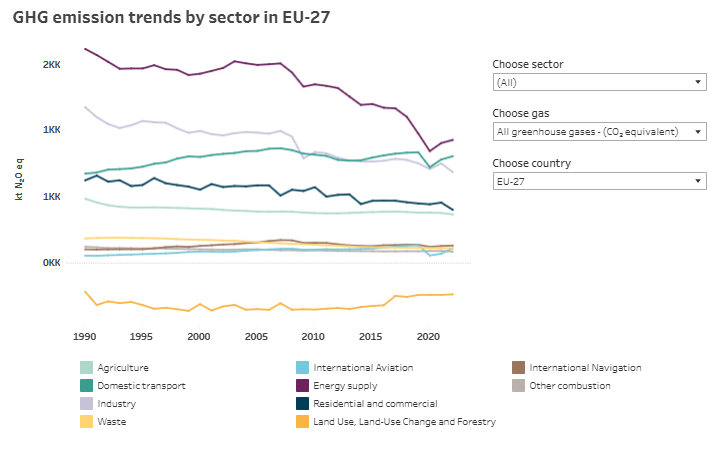 GHG emission trends by sector in EU-27
2KK
1KK
1KK
0KK
kt N₂O eq
1990 1995 2000 2005 2010 2015 2020
Choose sector
(All)
Choose gas
All greenhouse gases - (CO₂ equivalent)
Choose country
EU-27
Agriculture International Aviation International Navigation
Domestic transport Energy supply Other combustion
Industry Residential and commercial
Waste Land Use, Land-Use Change and Forestry